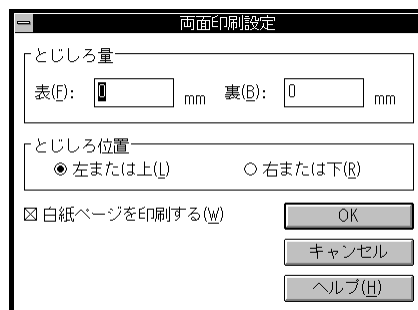 両面印刷設定
とじしろ量
表(F): 0 mm 裏(B): 0 mm
とじしろ位置
左または上(L) 右または下(R)
白紙ページを印刷する(W)
OK
キャンセル
ヘルプ(H)